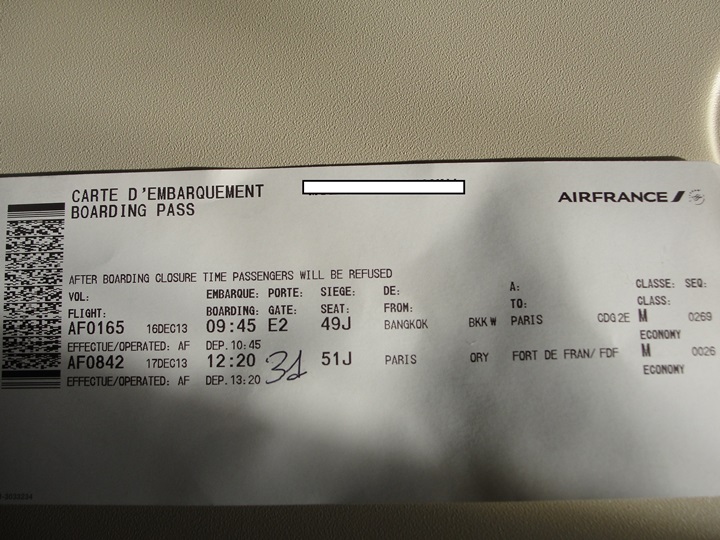 CARTE D'EMBARQUEMENT
BOARDING PASS
AIRFRANCE
AFTER BOARDING CLOSURE TIME PASSENGERS WILL BE REFUSED
VOL: EMBARQUE: PORTE: SIEGE: DE: A: CLASSE: SEQ:
FLIGHT: BOARDING: GATE: SEAT: FROM: TO: CLASS:
AF0165 16DEC13 09:45 E2 49J BANGKOK BKK W PARIS CDG 2E M 0269
EFFECTUE/OPERATED: AF DEP. 10:45 ECONOMY
AF0842 17DEC13 12:20 51J PARIS ORY FORT DE FRAN/ FDF M 0026
EFFECTUE/OPERATED: AF DEP. 13:20 ECONOMY